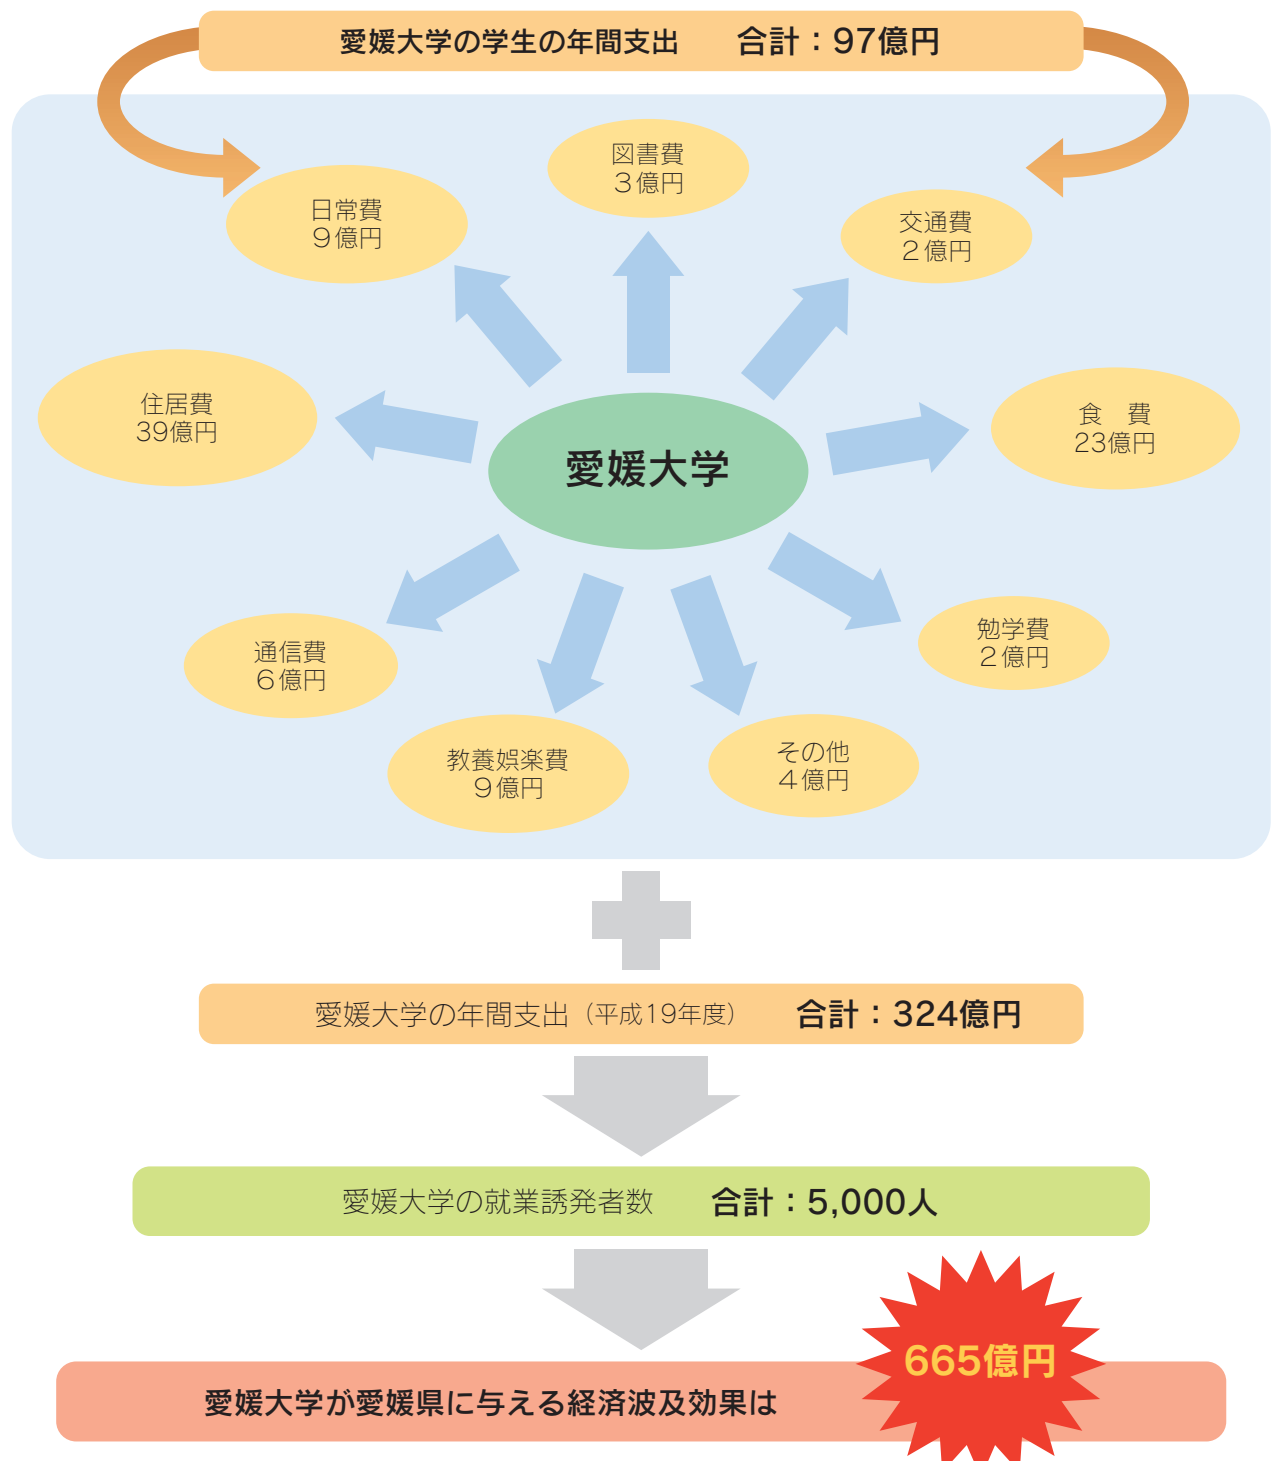 愛媛大学の学生の年間支出　合計：97億円
図書費
3億円
日常費
9億円
交通費
2億円
住居費
39億円
食　費
23億円
愛媛大学
通信費
6億円
勉学費
2億円
教養娯楽費
9億円
その他
4億円
愛媛大学の年間支出（平成19年度）　合計：324億円
愛媛大学の就業誘発者数　合計：5,000人
665億円
愛媛大学が愛媛県に与える経済波及効果は